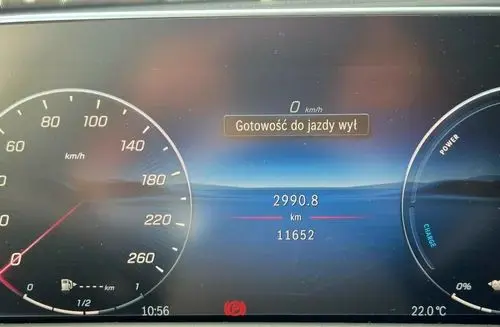 0 km/h
Gotowość do jazdy wył
60
80
100
140
180
220
260
km/h
0
2990.8
km
11652
POWER
CHARGE
0 ---- km 1
1/2
10:56
22.0 °C
0%